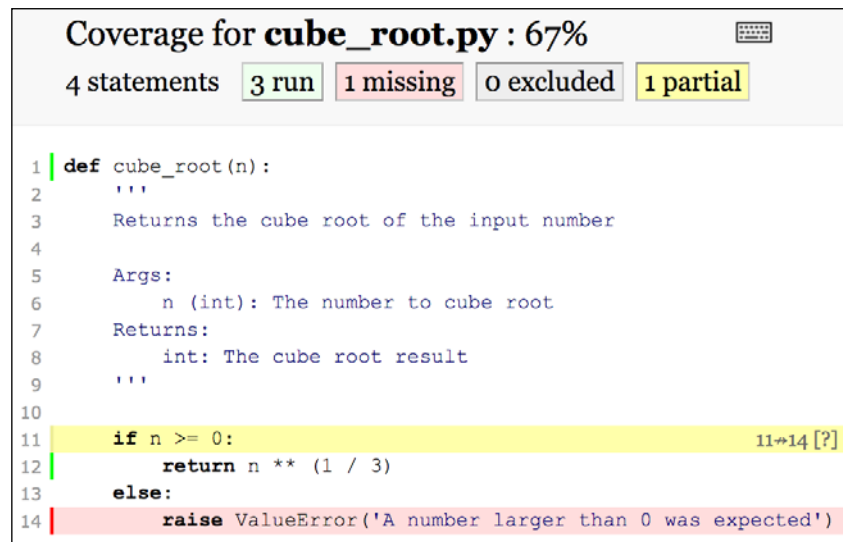 Coverage for cube_root.py : 67%
4 statements 3 run 1 missing 0 excluded 1 partial
1 def cube_root(n):
2 '''
3 Returns the cube root of the input number
4
5 Args:
6 n (int): The number to cube root
7 Returns:
8 int: The cube root result
9 '''
10
11 if n >= 0: 11↛14 [?]
12 return n ** (1 / 3)
13 else:
14 raise ValueError('A number larger than 0 was expected')